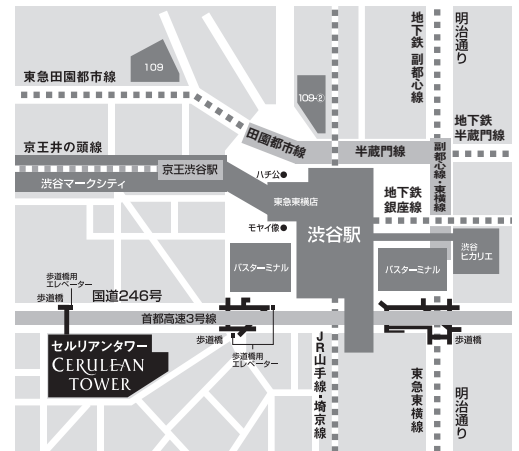 地下鉄 副都心線
明治通り
109
東急田園都市線
109-②
地下鉄
半蔵門線
田園都市線
半蔵門線
副都心線・東横線
京王井の頭線
京王渋谷駅
ハチ公
渋谷マークシティ
東急東横店
地下鉄
銀座線
モヤイ像
渋谷駅
渋谷
ヒカリエ
バスターミナル
バスターミナル
歩道橋用
エレベーター
歩道橋
国道246号
首都高速3号線
セルリアンタワー
CERULEAN
TOWER
歩道橋
歩道橋用
エレベーター
歩道橋
JR山手線・埼京線
東急東横線
明治通り